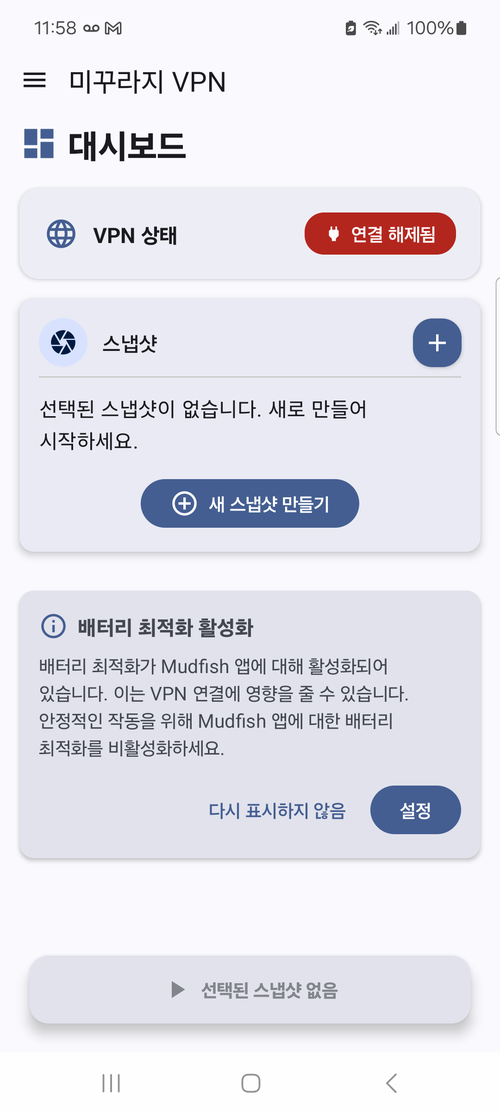 11:58
100%
미꾸라지 VPN
대시보드
VPN 상태
연결 해제됨
스냅샷
선택된 스냅샷이 없습니다. 새로 만들어
시작하세요.
새 스냅샷 만들기
배터리 최적화 활성화
배터리 최적화가 Mudfish 앱에 대해 활성화되어
있습니다. 이는 VPN 연결에 영향을 줄 수 있습니다.
안정적인 작동을 위해 Mudfish 앱에 대한 배터리
최적화를 비활성화하세요.
다시 표시하지 않음
설정
선택된 스냅샷 없음